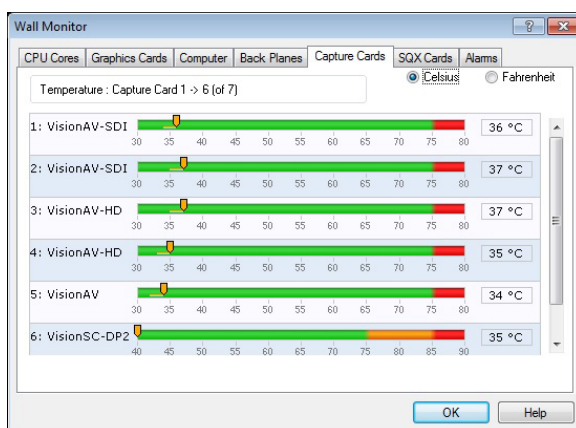 Wall Monitor
CPU Cores Graphics Cards Computer Back Planes Capture Cards SQX Cards Alarms
Temperature : Capture Card 1 -> 6 (of 7) Celsius Fahrenheit
1: VisionAV-SDI 36 °C
30 35 40 45 50 55 60 65 70 75 80
2: VisionAV-SDI 37 °C
30 35 40 45 50 55 60 65 70 75 80
3: VisionAV-HD 37 °C
30 35 40 45 50 55 60 65 70 75 80
4: VisionAV-HD 35 °C
30 35 40 45 50 55 60 65 70 75 80
5: VisionAV 34 °C
30 35 40 45 50 55 60 65 70 75 80
6: VisionSC-DP2 35 °C
40 45 50 55 60 65 70 75 80 85 90
OK Help